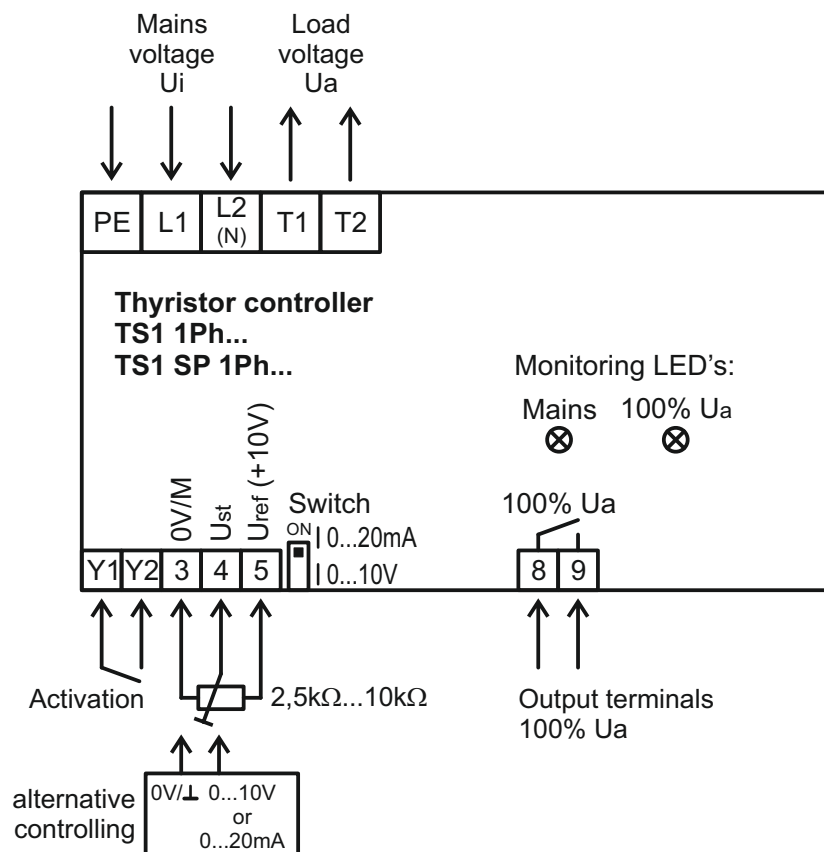 Mains
voltage
Ui
Load
voltage
Ua
PE
L1
L2
(N)
T1
T2
Thyristor controller
TS1 1Ph...
TS1 SP 1Ph...
Monitoring LED's:
Mains
100% Ua
0V/M
Ust
Uref (+10V)
Switch
ON
0...20mA
0...10V
100% Ua
Y1
Y2
3
4
5
8
9
Activation
2,5kΩ...10kΩ
Output terminals
100% Ua
alternative
controlling
0V/⊥
0...10V
or
0...20mA